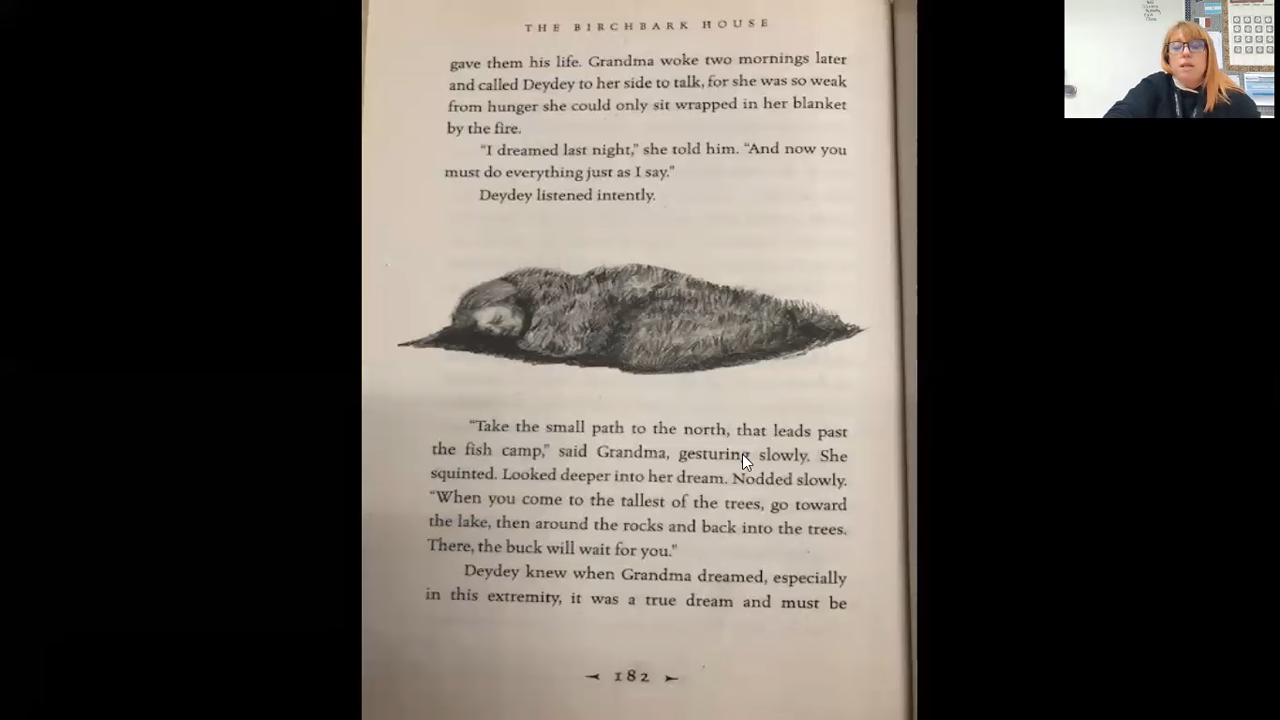 THE BIRCHBARK HOUSE
gave them his life. Grandma woke two mornings later
and called Deydey to her side to talk, for she was so weak
from hunger she could only sit wrapped in her blanket
by the fire.
"I dreamed last night," she told him. "And now you
must do everything just as I say."
Deydey listened intently.
"Take the small path to the north, that leads past
the fish camp," said Grandma, gesturing slowly. She
squinted. Looked deeper into her dream. Nodded slowly.
"When you come to the tallest of the trees, go toward
the lake, then around the rocks and back into the trees.
There, the buck will wait for you."
Deydey knew when Grandma dreamed, especially
in this extremity, it was a true dream and must be
182